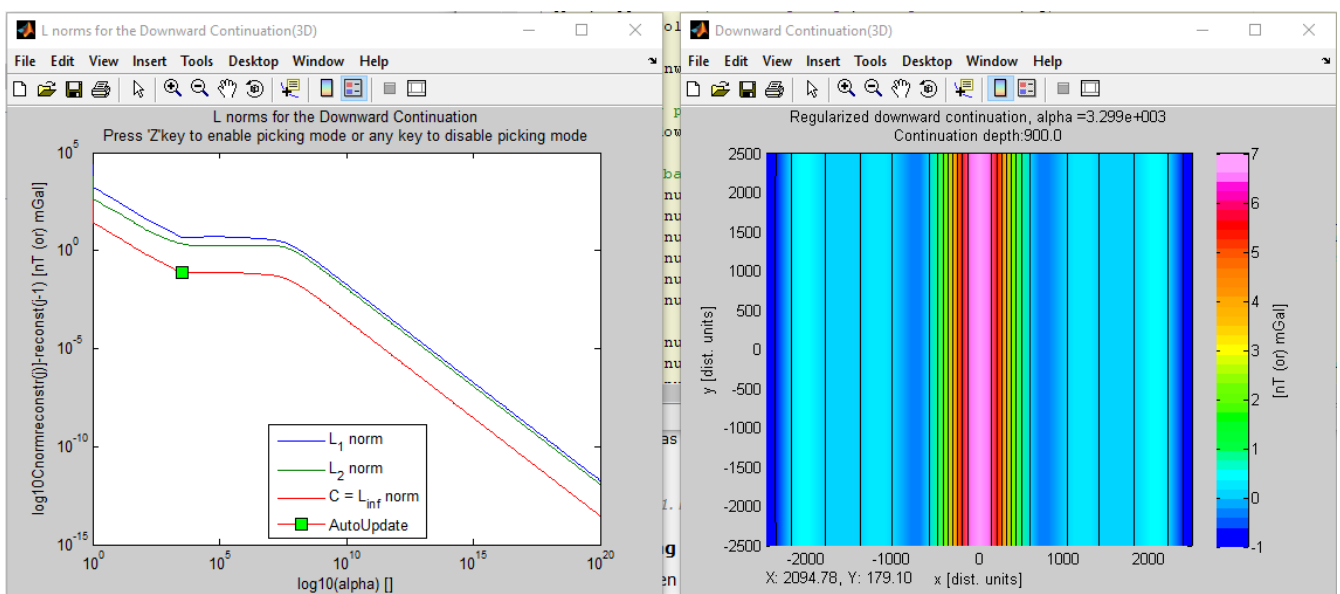 L norms for the Downward Continuation(3D)
File Edit View Insert Tools Desktop Window Help
L norms for the Downward Continuation
Press 'Z'key to enable picking mode or any key to disable picking mode
log10Cnormreconstr(j)]-reconst(j-1) [nT (or) mGal]
10^5
10^0
10^-5
10^-10
10^-15
L_1 norm
L_2 norm
C = L_inf norm
AutoUpdate
10^0 10^5 10^10 10^15 10^20
log10(alpha) []
Downward Continuation(3D)
File Edit View Insert Tools Desktop Window Help
Regularized downward continuation, alpha =3.299e+003
Continuation depth:900.0
y [dist. units]
2500
2000
1500
1000
500
0
-500
-1000
-1500
-2000
-2500
-2000 -1000 0 1000 2000
X: 2094.78, Y: 179.10 x [dist. units]
7
6
5
4
3
2
1
0
-1
[nT (or) mGal]